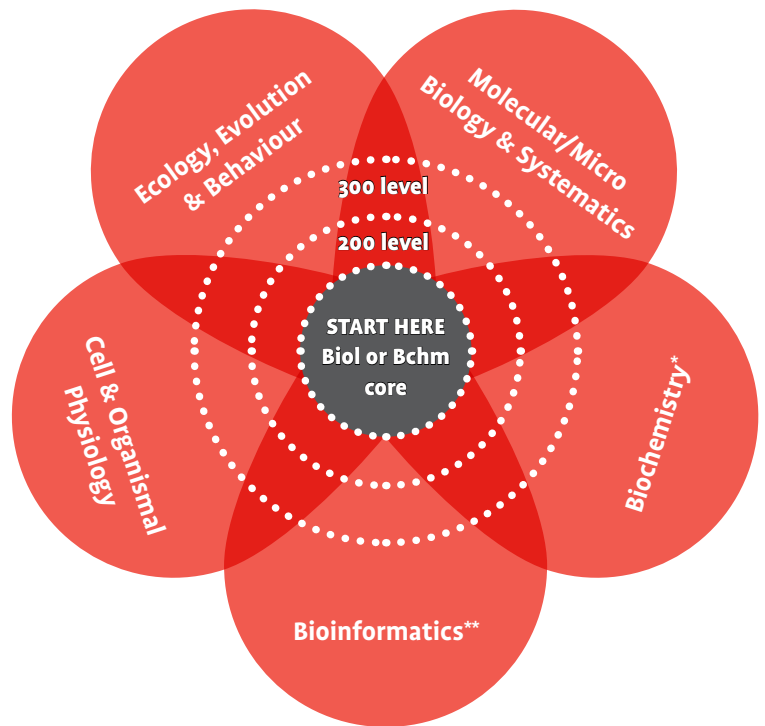 Ecology, Evolution
& Behaviour
Molecular/Micro
Biology & Systematics
300 level
200 level
START HERE
Biol or Bchm
core
Cell & Organismal
Physiology
Biochemistry*
Bioinformatics**